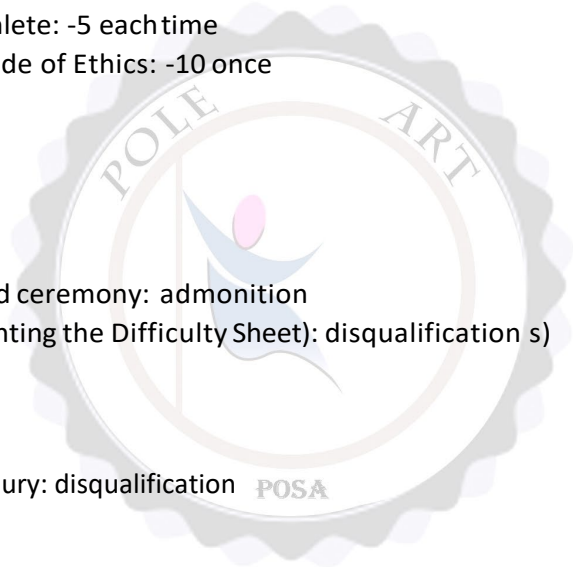 lete: -5 each time
de of Ethics: -10 once
POLE ART
d ceremony: admonition
nting the Difficulty Sheet): disqualification s)
ury: disqualification
POSA